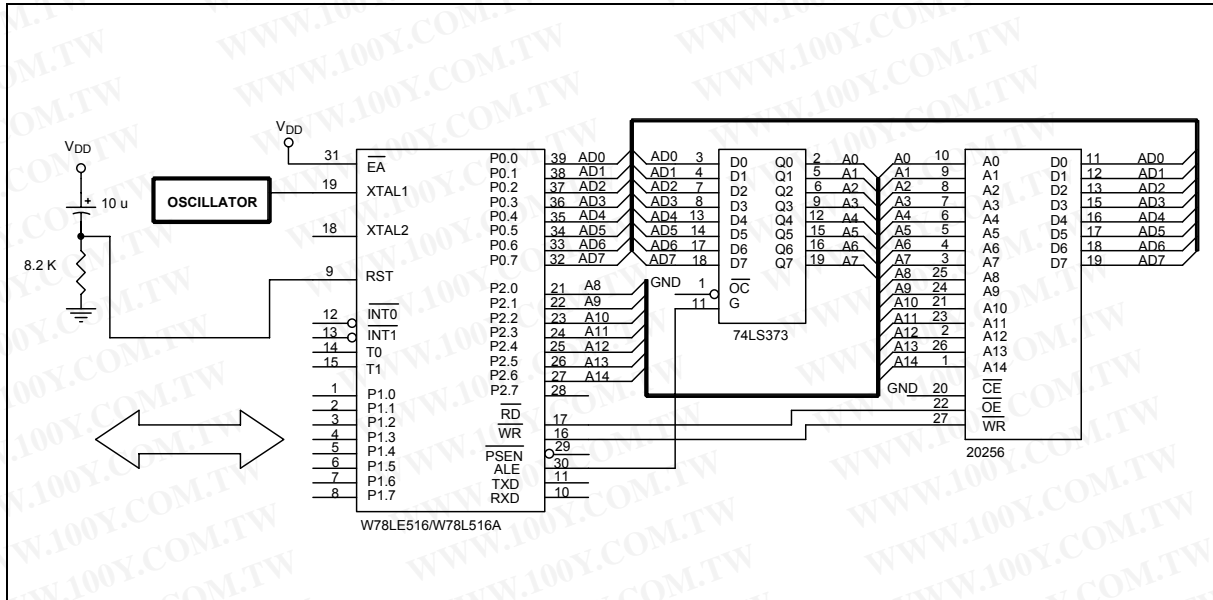 VDD
10 u
8.2 K
OSCILLATOR
VDD
31 EA
19 XTAL1
18 XTAL2
9 RST
12 INT0
13 INT1
14 T0
15 T1
1 P1.0
2 P1.1
3 P1.2
4 P1.3
5 P1.4
6 P1.5
7 P1.6
8 P1.7
P0.0 39 AD0
P0.1 38 AD1
P0.2 37 AD2
P0.3 36 AD3
P0.4 35 AD4
P0.5 34 AD5
P0.6 33 AD6
P0.7 32 AD7
P2.0 21 A8
P2.1 22 A9
P2.2 23 A10
P2.3 24 A11
P2.4 25 A12
P2.5 26 A13
P2.6 27 A14
P2.7 28
RD 17
WR 16
PSEN 29
ALE 30
TXD 11
RXD 10
W78LE516/W78L516A
AD0 3 D0 Q0 2 A0
AD1 4 D1 Q1 5 A1
AD2 7 D2 Q2 6 A2
AD3 8 D3 Q3 9 A3
AD4 13 D4 Q4 12 A4
AD5 14 D5 Q5 15 A5
AD6 17 D6 Q6 16 A6
AD7 18 D7 Q7 19 A7
GND 1 OC
11 G
74LS373
A0 10 A0 D0 11 AD0
A1 9 A1 D1 12 AD1
A2 8 A2 D2 13 AD2
A3 7 A3 D3 15 AD3
A4 6 A4 D4 16 AD4
A5 5 A5 D5 17 AD5
A6 4 A6 D6 18 AD6
A7 3 A7 D7 19 AD7
A8 25 A8
A9 24 A9
A10 21 A10
A11 23 A11
A12 2 A12
A13 26 A13
A14 1 A14
GND 20 CE
22 OE
27 WR
20256
WWW.100Y.COM.TW